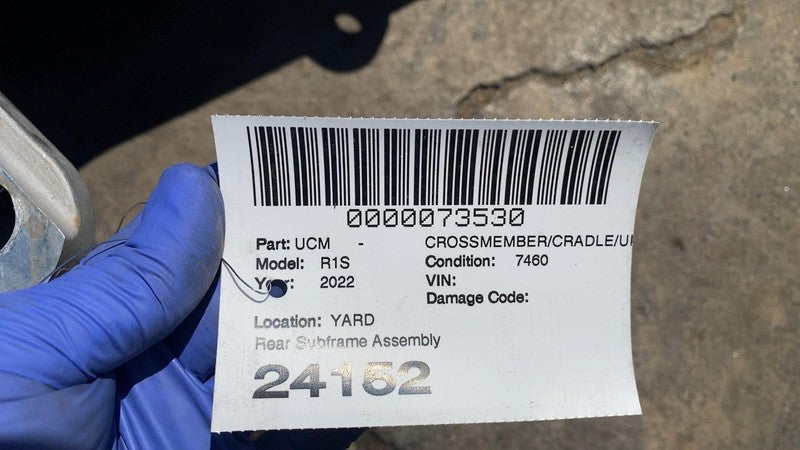 0000073530
Part: UCM - CROSSMEMBER/CRADLE/U
Model: R1S Condition: 7460
Year: 2022 VIN:
Damage Code:
Location: YARD
Rear Subframe Assembly
24152